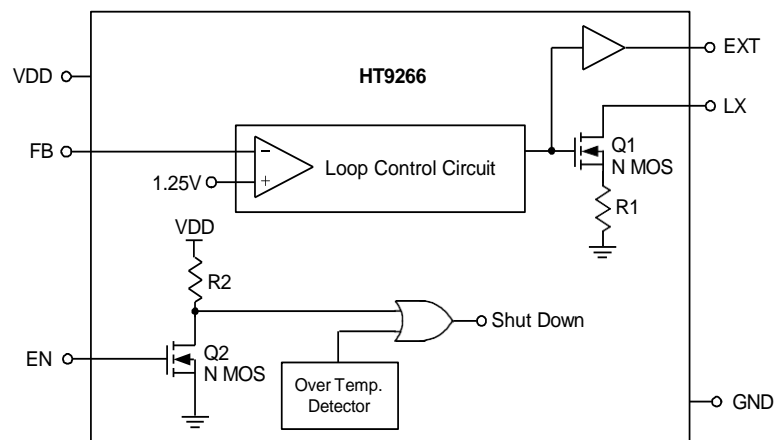 HT9266
VDD
EXT
LX
FB
−
+
1.25V
Loop Control Circuit
Q1
N MOS
R1
VDD
R2
Shut Down
EN
Q2
N MOS
Over Temp.
Detector
GND